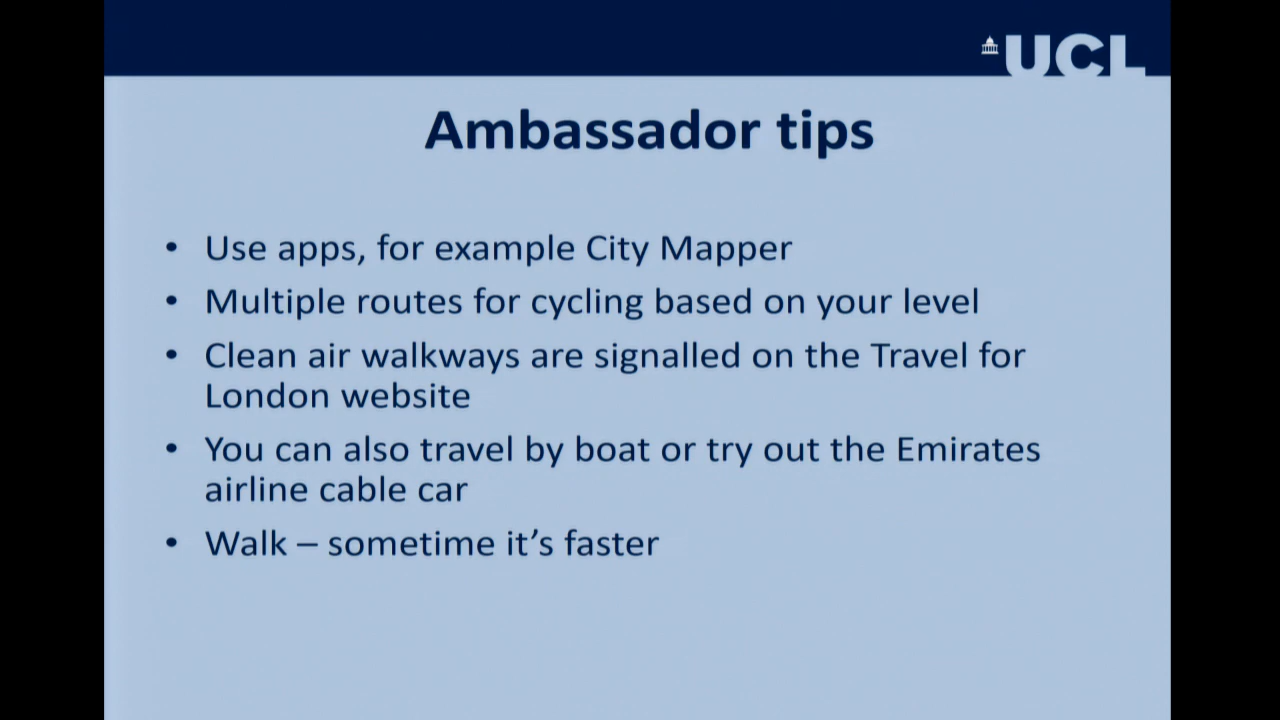 UCL
Ambassador tips
• Use apps, for example City Mapper
• Multiple routes for cycling based on your level
• Clean air walkways are signalled on the Travel for
London website
• You can also travel by boat or try out the Emirates
airline cable car
• Walk – sometime it’s faster